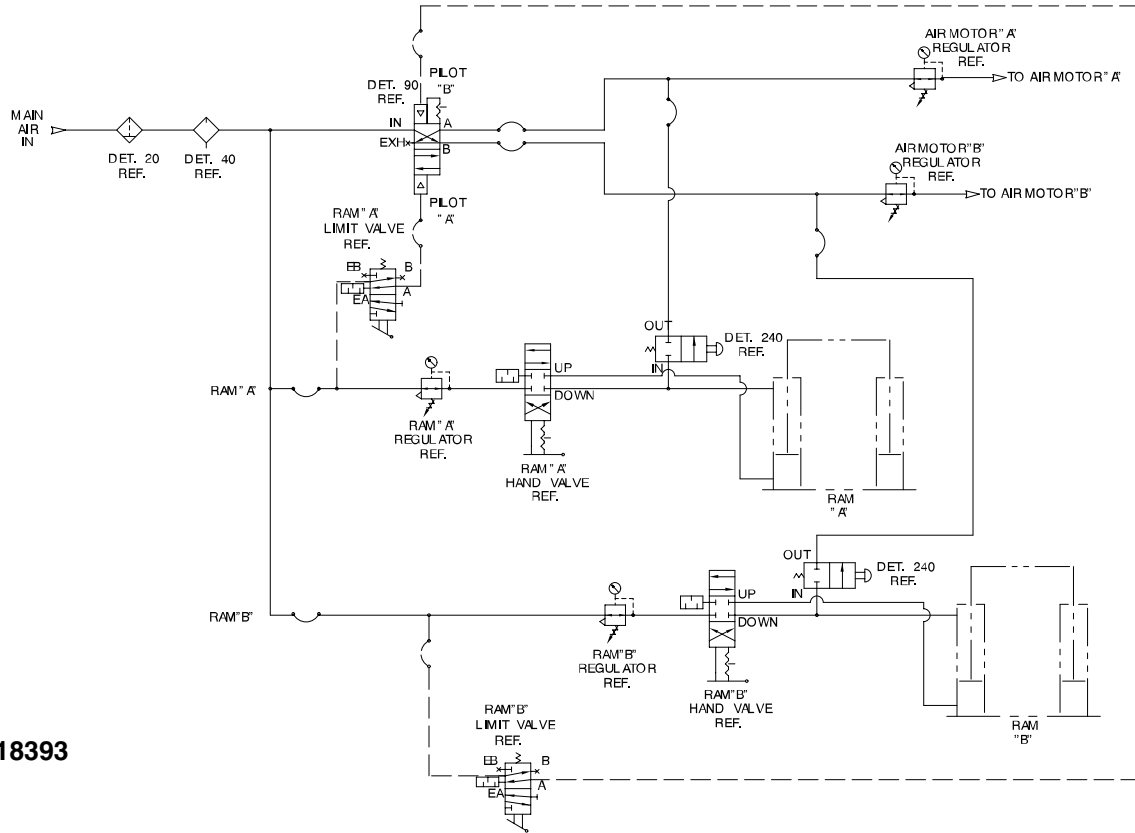 AIR MOTOR" A"
REGULATOR
REF.
TO AIR MOTOR" A"
PILOT
"B"
DET. 90
REF.
MAIN
AIR
IN
DET. 20
REF.
DET. 40
REF.
IN
A
EXH
B
PILOT
"A"
AIR MOTOR"B"
REGULATOR
REF.
TO AIR MOTOR"B"
RAM" A"
LIMIT VALVE
REF.
EB
B
EA
A
OUT
DET. 240
REF.
IN
UP
DOWN
RAM" A"
RAM" A"
REGULATOR
REF.
RAM" A"
HAND VALVE
REF.
RAM
"A"
OUT
DET. 240
REF.
IN
UP
DOWN
RAM"B"
RAM"B"
REGULATOR
REF.
RAM"B"
HAND VALVE
REF.
RAM
"B"
RAM"B"
LIMIT VALVE
REF.
EB
B
EA
A
18393